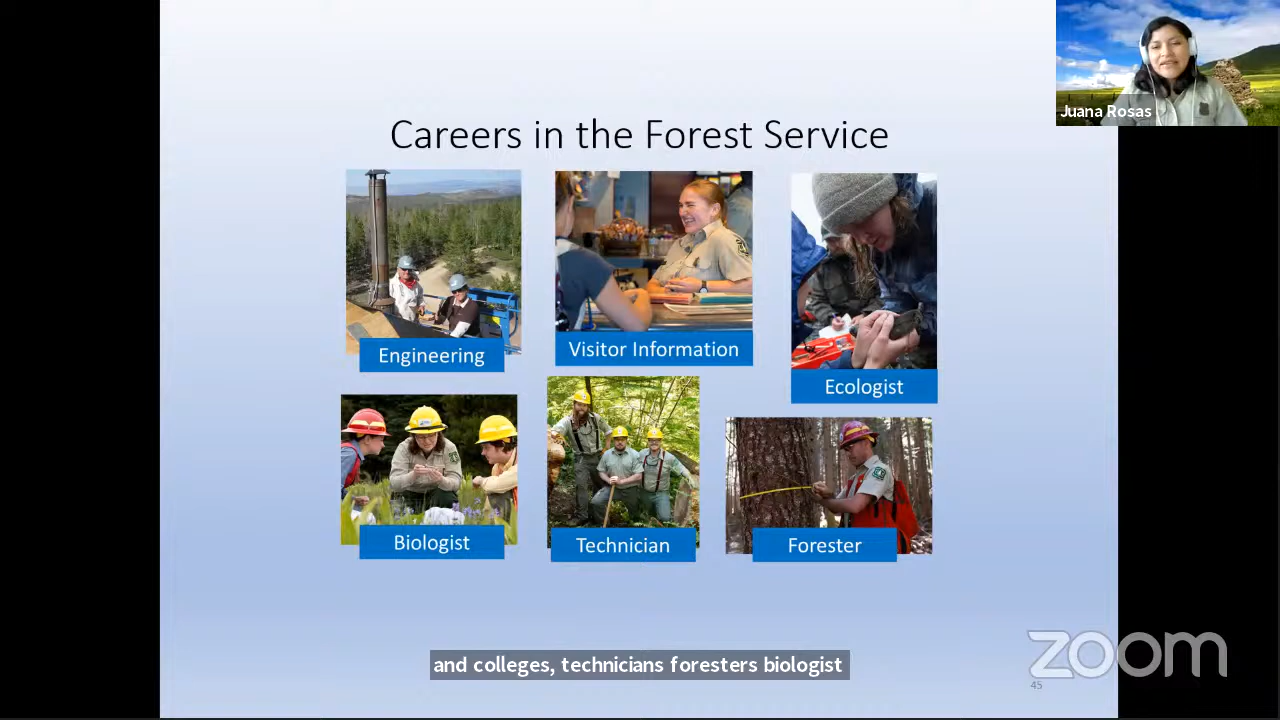 Juana Rosas
Careers in the Forest Service
Engineering
Visitor Information
Ecologist
Biologist
Technician
Forester
and colleges, technicians foresters biologist
zoom
45